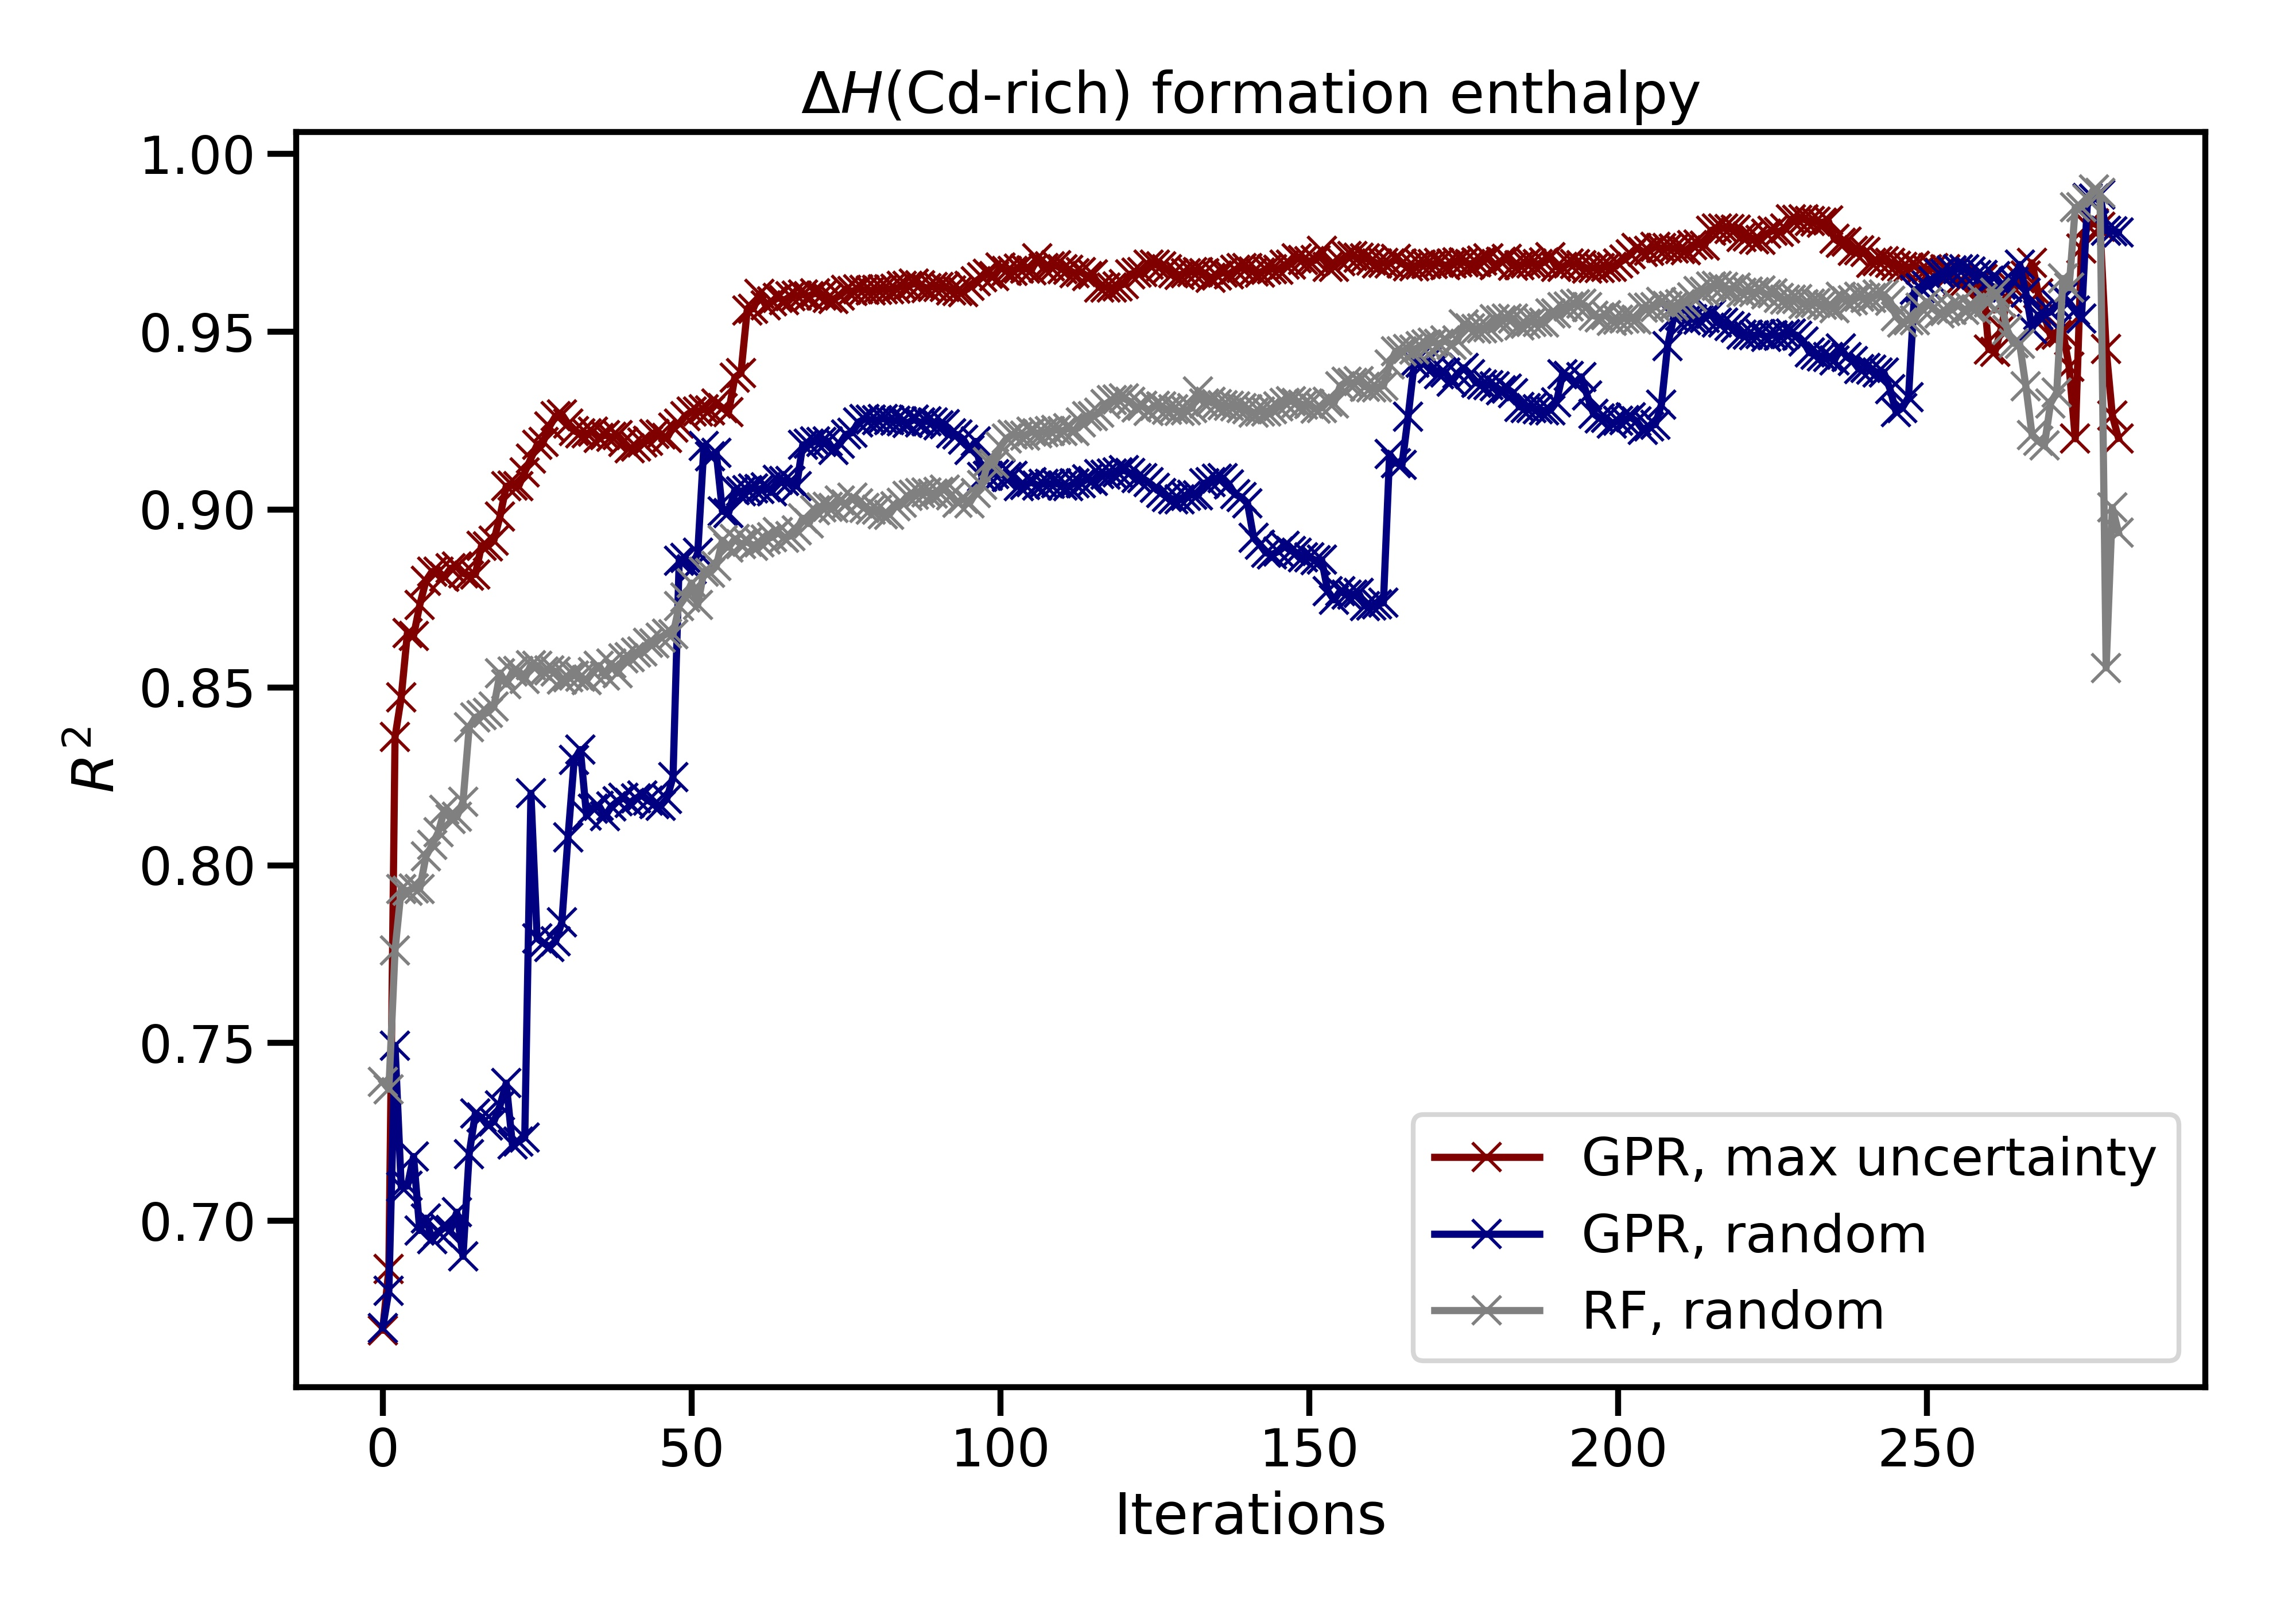 ΔH(Cd-rich) formation enthalpy
1.00
0.95
0.90
0.85
0.80
0.75
0.70
R²
0 50 100 150 200 250
Iterations
GPR, max uncertainty
GPR, random
RF, random